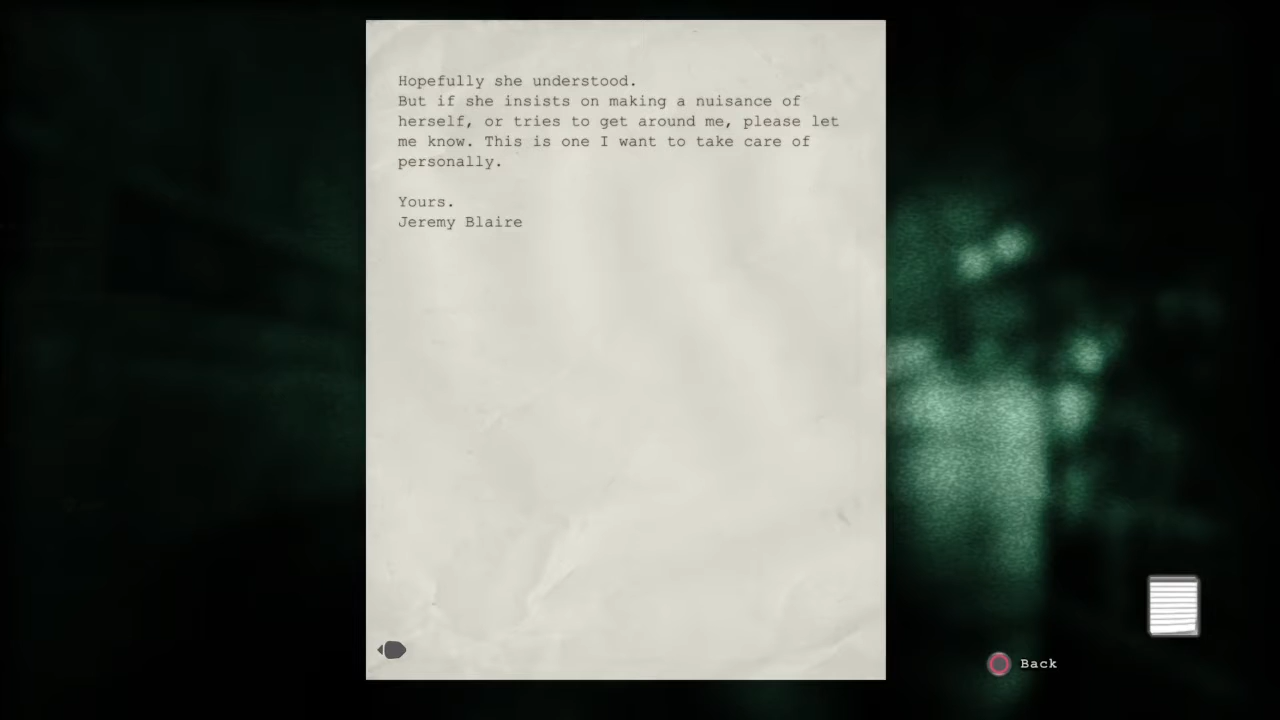 Hopefully she understood.
But if she insists on making a nuisance of
herself, or tries to get around me, please let
me know. This is one I want to take care of
personally.
Yours.
Jeremy Blaire
Back